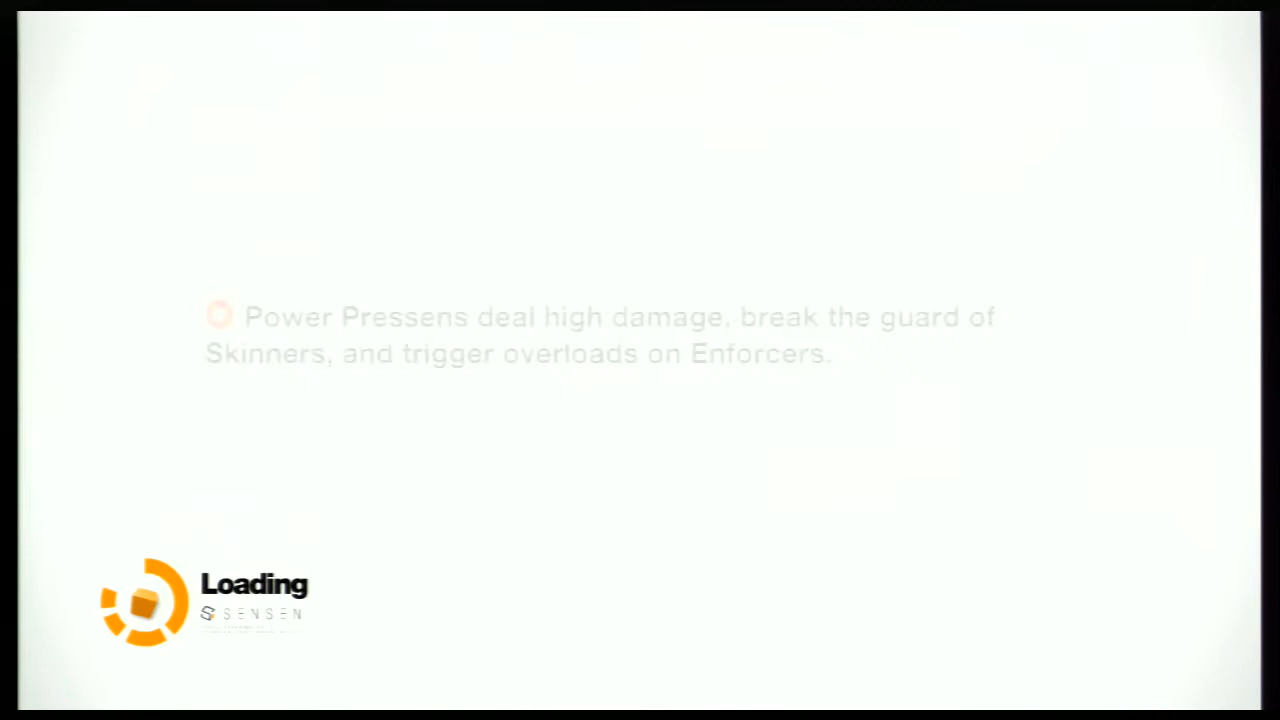 Power Pressens deal high damage, break the guard of
Skinners, and trigger overloads on Enforcers.
Loading
SENSEN